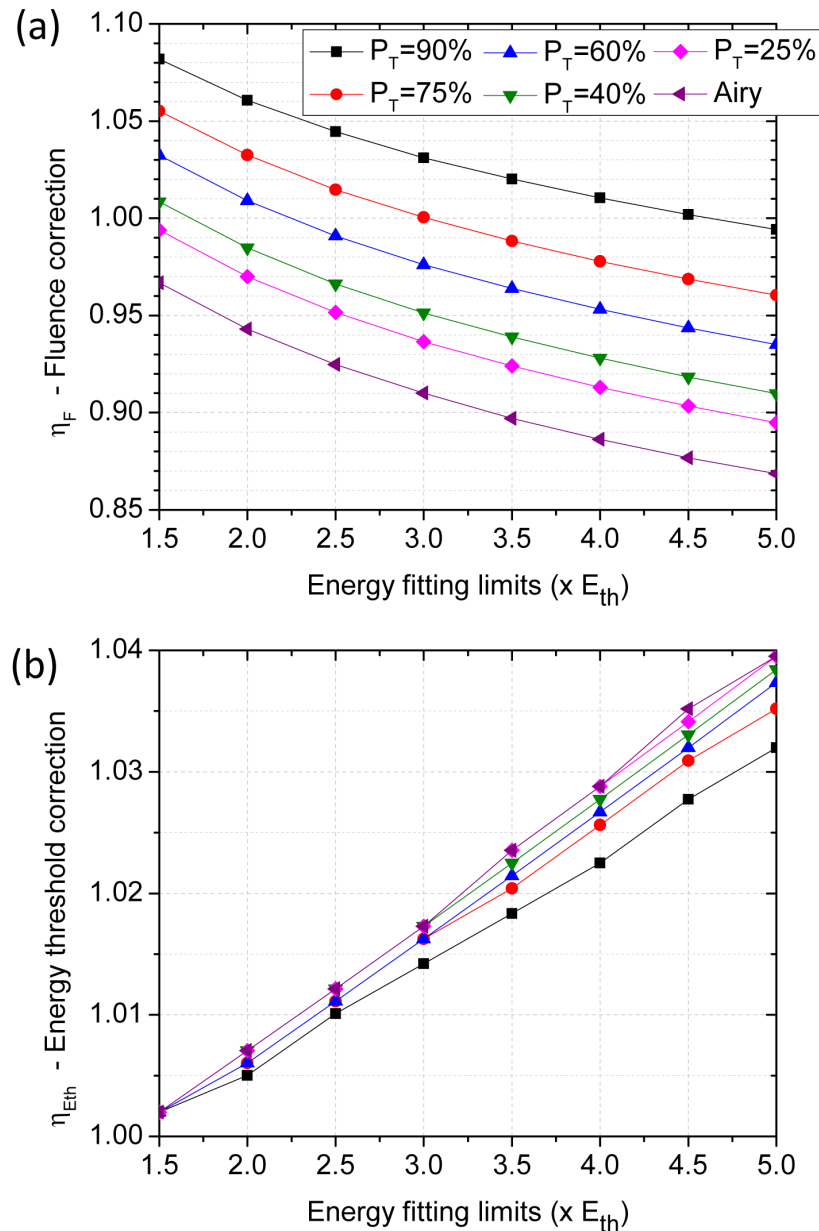 (a)
1.10
1.05
1.00
0.95
0.90
0.85
η_F - Fluence correction
P_T=90% P_T=60% P_T=25%
P_T=75% P_T=40% Airy
1.5 2.0 2.5 3.0 3.5 4.0 4.5 5.0
Energy fitting limits (x E_th)
(b)
1.04
1.03
1.02
1.01
1.00
η_Eth - Energy threshold correction
1.5 2.0 2.5 3.0 3.5 4.0 4.5 5.0
Energy fitting limits (x E_th)